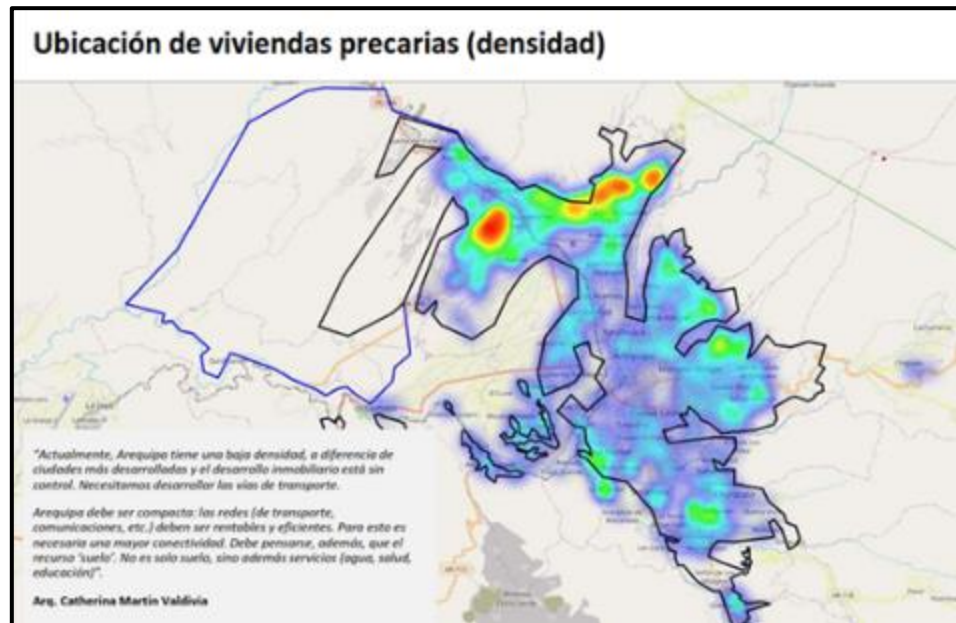 Ubicación de viviendas precarias (densidad)
"Actualmente, Arequipa tiene una baja densidad, a diferencia de
ciudades más desarrolladas y el desarrollo inmobiliario está sin
control. Necesitamos desarrollar las vías de transporte.
Arequipa debe ser compacta: las redes (de transporte,
comunicaciones, etc.) deben ser rentables y eficientes. Para esto es
necesaria una mayor conectividad. Debe pensarse, además, que el
recurso 'suelo'. No es solo suelo, sino además servicios (agua, salud,
educación)".
Arq. Catherina Martin Valdivia